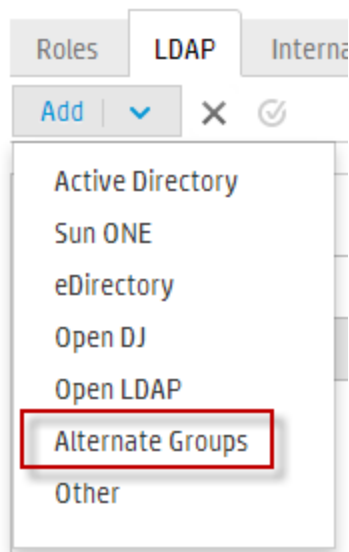 Roles LDAP Interna
Add
Active Directory
Sun ONE
eDirectory
Open DJ
Open LDAP
Alternate Groups
Other